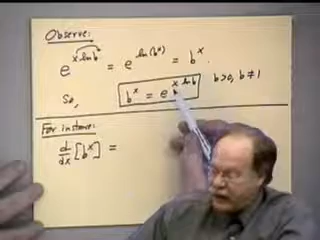 Observe:
e^{x ln b} = e^{ln(b^x)} = b^x.
So, b^x = e^{x ln b} b>0, b≠1
For instance:
d/dx [b^x] =